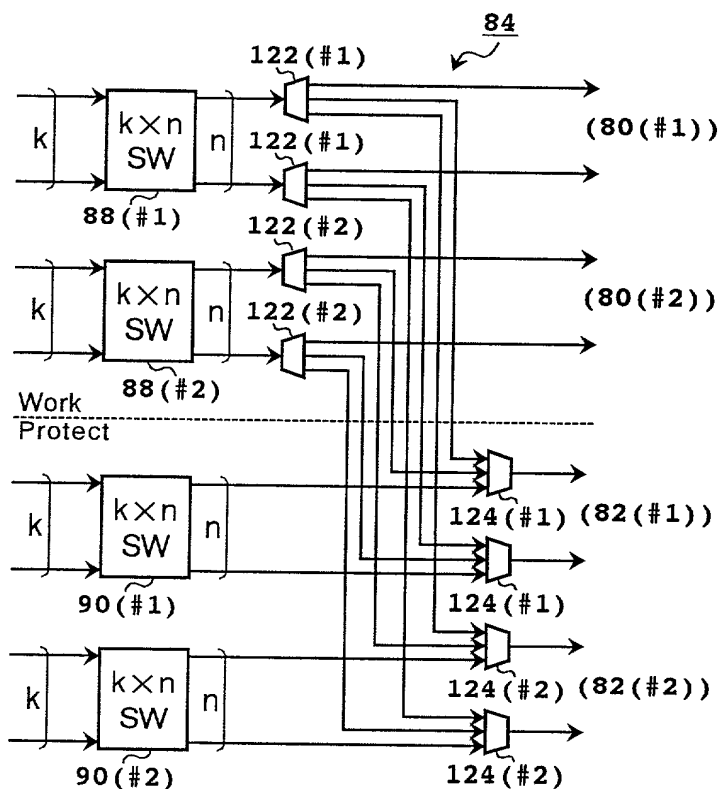 84
122(#1)
k
k×n
SW
n
(80(#1))
122(#1)
88(#1)
122(#2)
k
k×n
SW
n
(80(#2))
122(#2)
88(#2)
Work
Protect
k
k×n
SW
n
124(#1) (82(#1))
90(#1)
124(#1)
k
k×n
SW
n
124(#2) (82(#2))
90(#2)
124(#2)